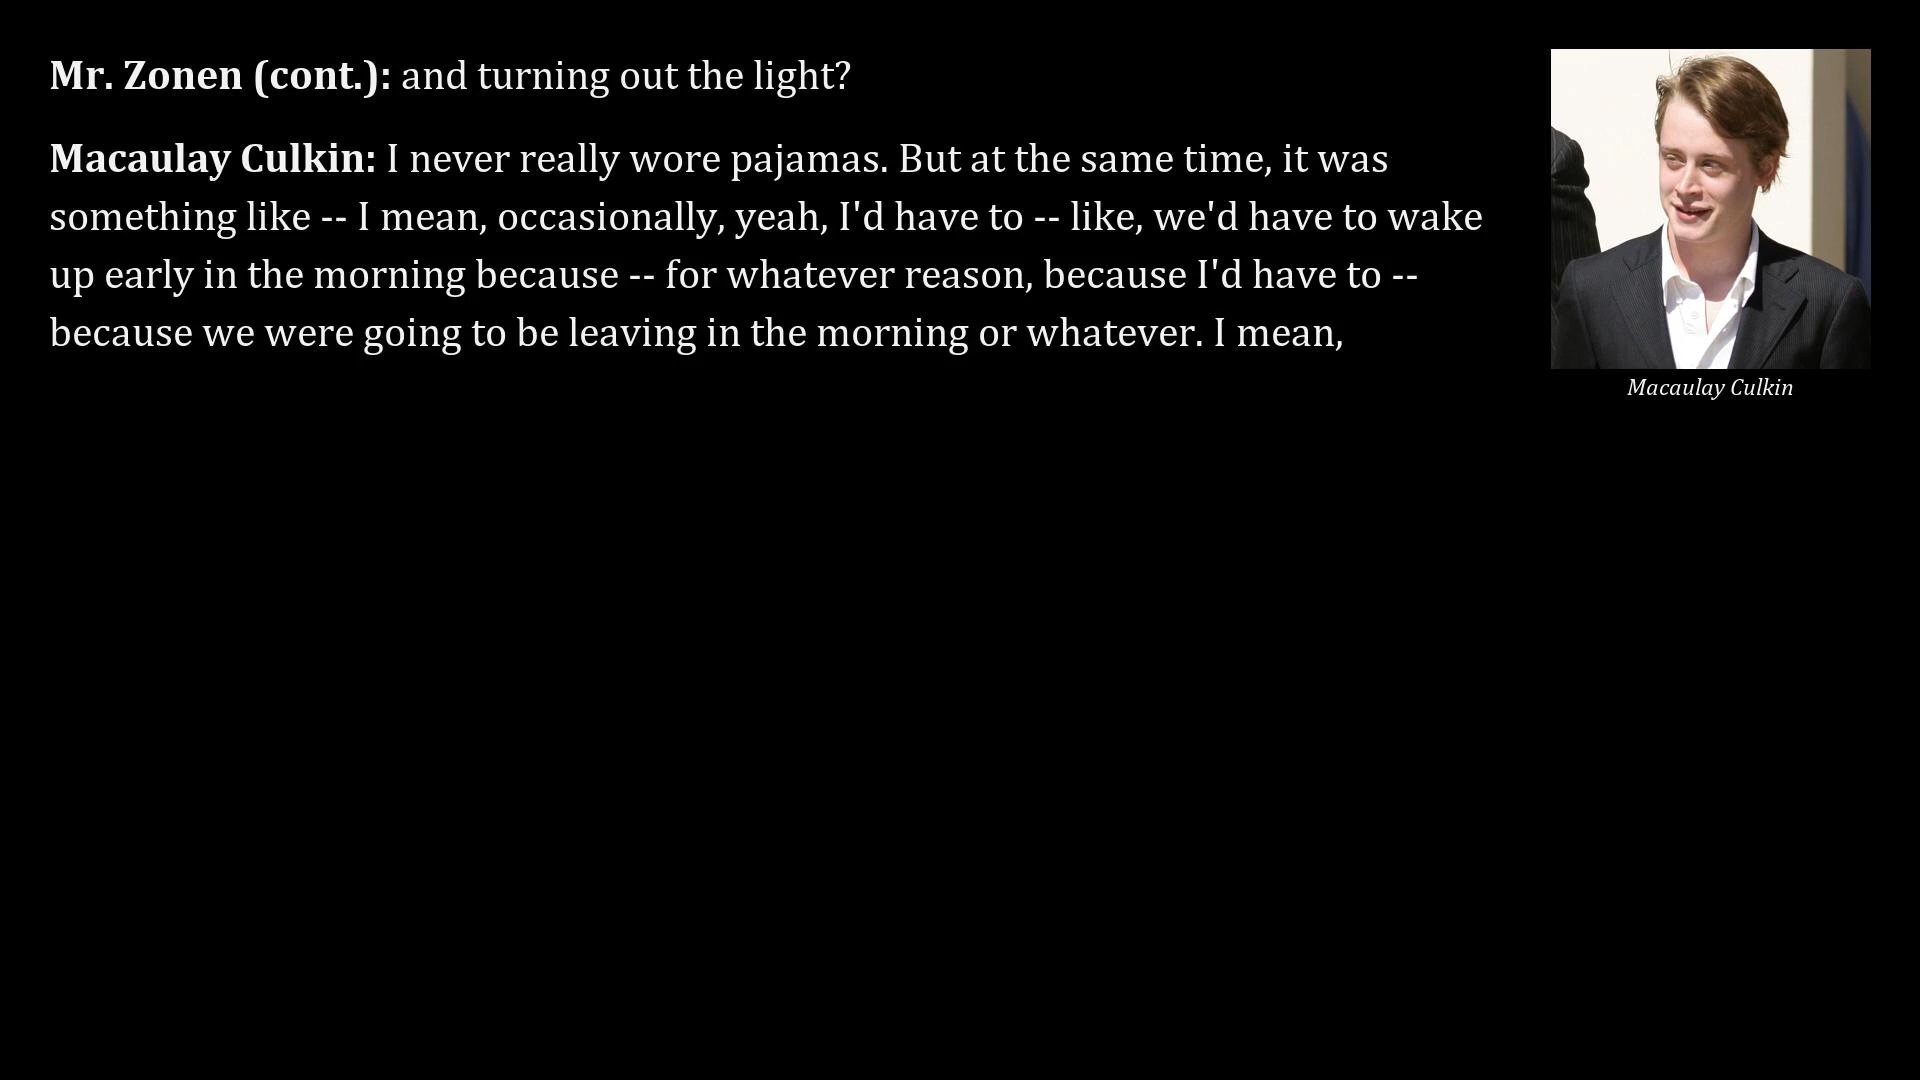 Mr. Zonen (cont.): and turning out the light?
Macaulay Culkin: I never really wore pajamas. But at the same time, it was
something like -- I mean, occasionally, yeah, I'd have to -- like, we'd have to wake
up early in the morning because -- for whatever reason, because I'd have to --
because we were going to be leaving in the morning or whatever. I mean,
Macaulay Culkin